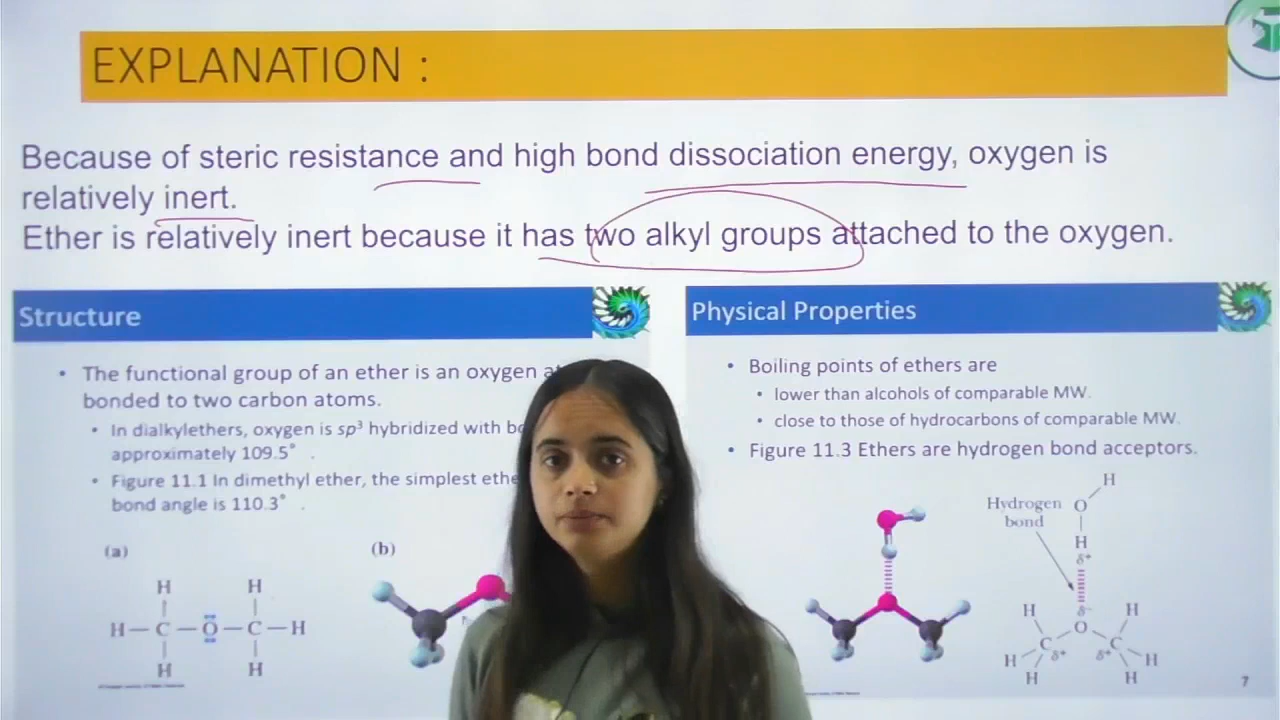 EXPLANATION :
Because of steric resistance and high bond dissociation energy, oxygen is
relatively inert.
Ether is relatively inert because it has two alkyl groups attached to the oxygen.
Structure
• The functional group of an ether is an oxygen
bonded to two carbon atoms.
• In dialkylethers, oxygen is sp³ hybridized with
approximately 109.5° .
• Figure 11.1 In dimethyl ether, the simplest
bond angle is 110.3° .
(a)
(b)
H H
H—C—O—C—H
H H
Physical Properties
• Boiling points of ethers are
• lower than alcohols of comparable MW.
• close to those of hydrocarbons of comparable MW.
• Figure 11.3 Ethers are hydrogen bond acceptors.
H
Hydrogen O
bond
H
δ+
δ-
H O H
C C
H δ+ δ+ H
H H
7